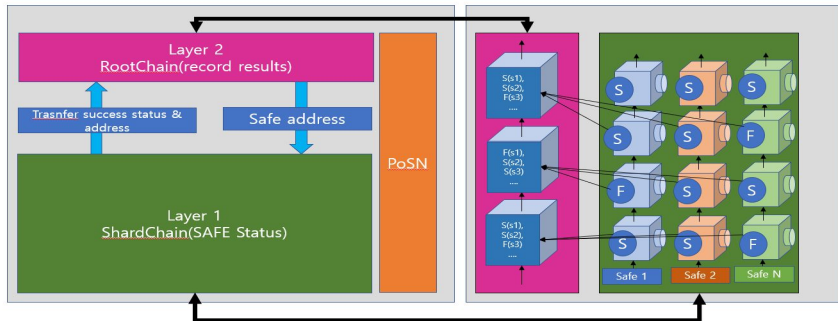 Layer 2
RootChain(record results)
Trasnfer success status &
address
Safe address
PoSN
Layer 1
ShardChain(SAFE Status)
S(s1),
S(s2),
F(s3)
....
F(s1),
S(s2),
S(s3)
....
S(s1),
S(s2),
F(s3)
....
S S S
S S F
F S S
S S F
Safe 1
Safe 2
Safe N